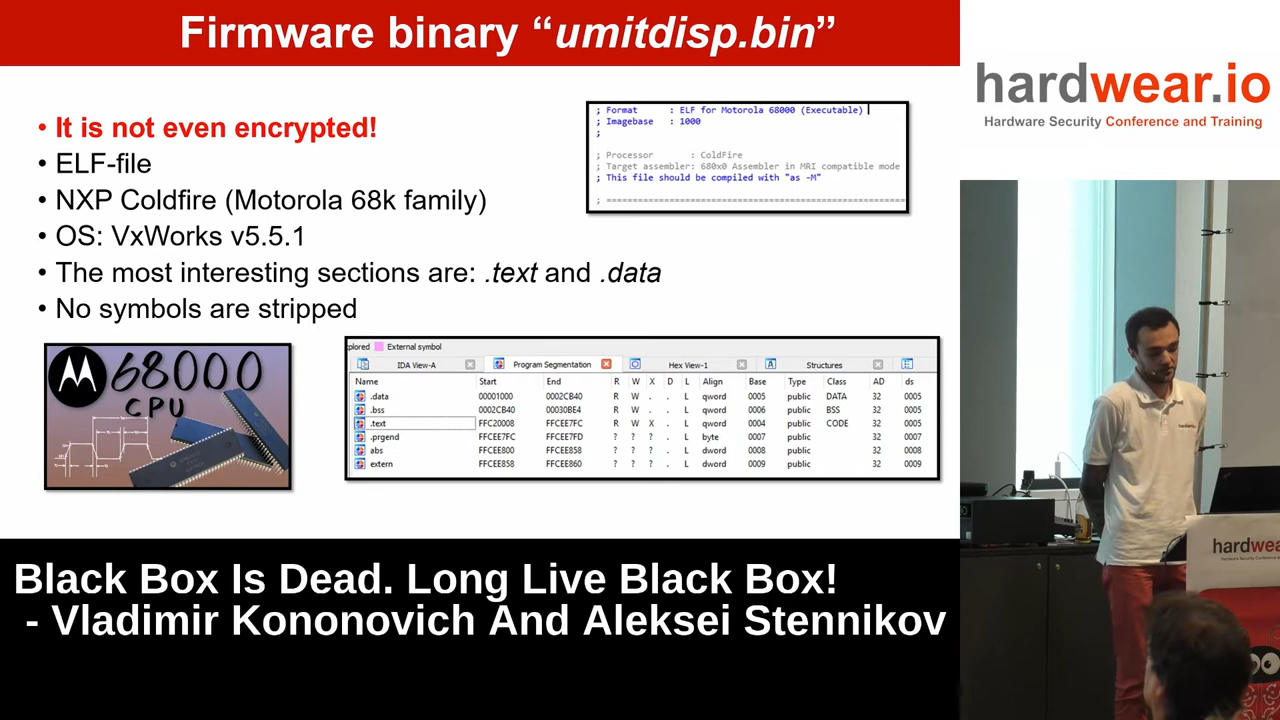 Firmware binary “umitdisp.bin”
hardwear.io
Hardware Security Conference and Training
• It is not even encrypted!
• ELF-file
• NXP Coldfire (Motorola 68k family)
• OS: VxWorks v5.5.1
• The most interesting sections are: .text and .data
• No symbols are stripped
; Format : ELF for Motorola 68000 (Executable)
; Imagebase : 1000
;
; Processor : ColdFire
; Target assembler: 680x0 Assembler in MRI compatible mode
; This file should be compiled with "as -M"
; ============================================
68000
CPU
plored External symbol
IDA View-A Program Segmentation Hex View-1 Structures
Name Start End R W X D L Align Base Type Class AD ds
.data 00001000 0002CB40 R W . . L qword 0005 public DATA 32 0005
.bss 0002CB40 00030BE4 R W . . L qword 0006 public BSS 32 0005
.text FFC20008 FFCEE7FC R W X . L qword 0004 public CODE 32 0005
.prgend FFCEE7FC FFCEE7FD ? ? ? . L byte 0007 public 32 0007
abs FFCEE800 FFCEE858 ? ? ? . L dword 0008 public 32 0008
extern FFCEE858 FFCEE860 ? ? ? . L dword 0009 public 32 0009
Black Box Is Dead. Long Live Black Box!
- Vladimir Kononovich And Aleksei Stennikov
hardwea